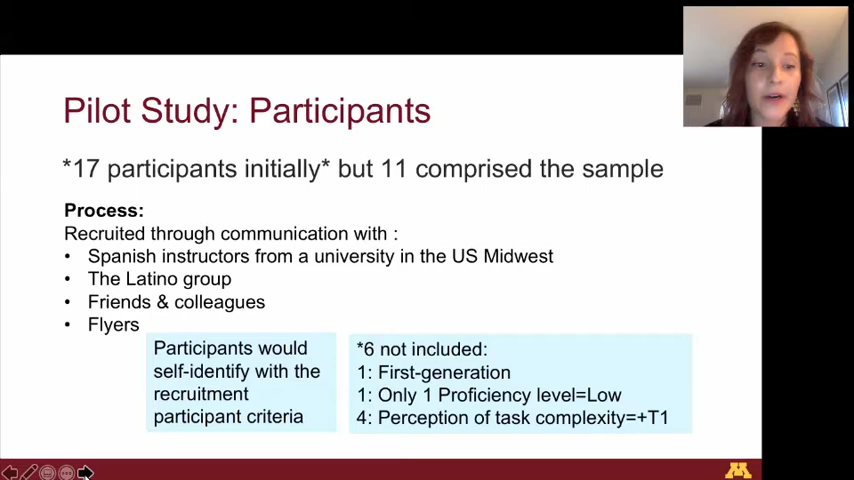 Pilot Study: Participants
*17 participants initially* but 11 comprised the sample
Process:
Recruited through communication with :
• Spanish instructors from a university in the US Midwest
• The Latino group
• Friends & colleagues
• Flyers
Participants would
self-identify with the
recruitment
participant criteria
*6 not included:
1: First-generation
1: Only 1 Proficiency level=Low
4: Perception of task complexity=+T1
M